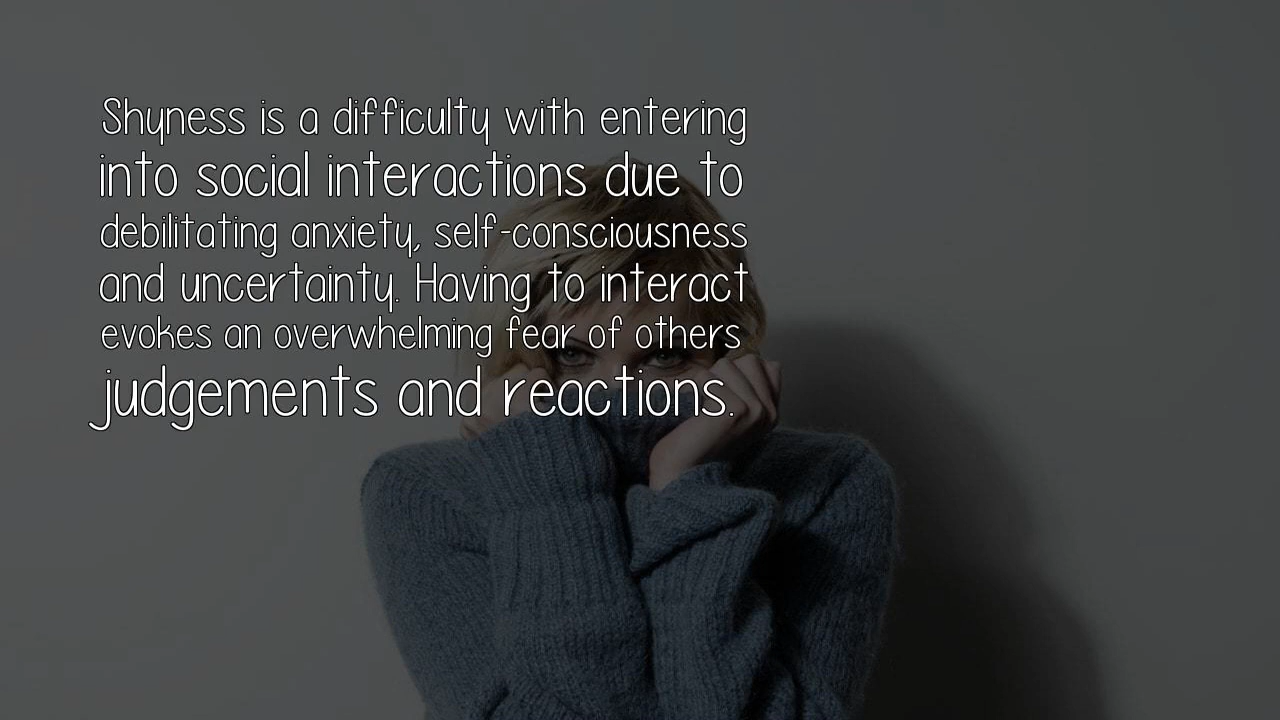 Shyness is a difficulty with entering
into social interactions due to
debilitating anxiety, self-consciousness
and uncertainty. Having to interact
evokes an overwhelming fear of others
judgements and reactions.